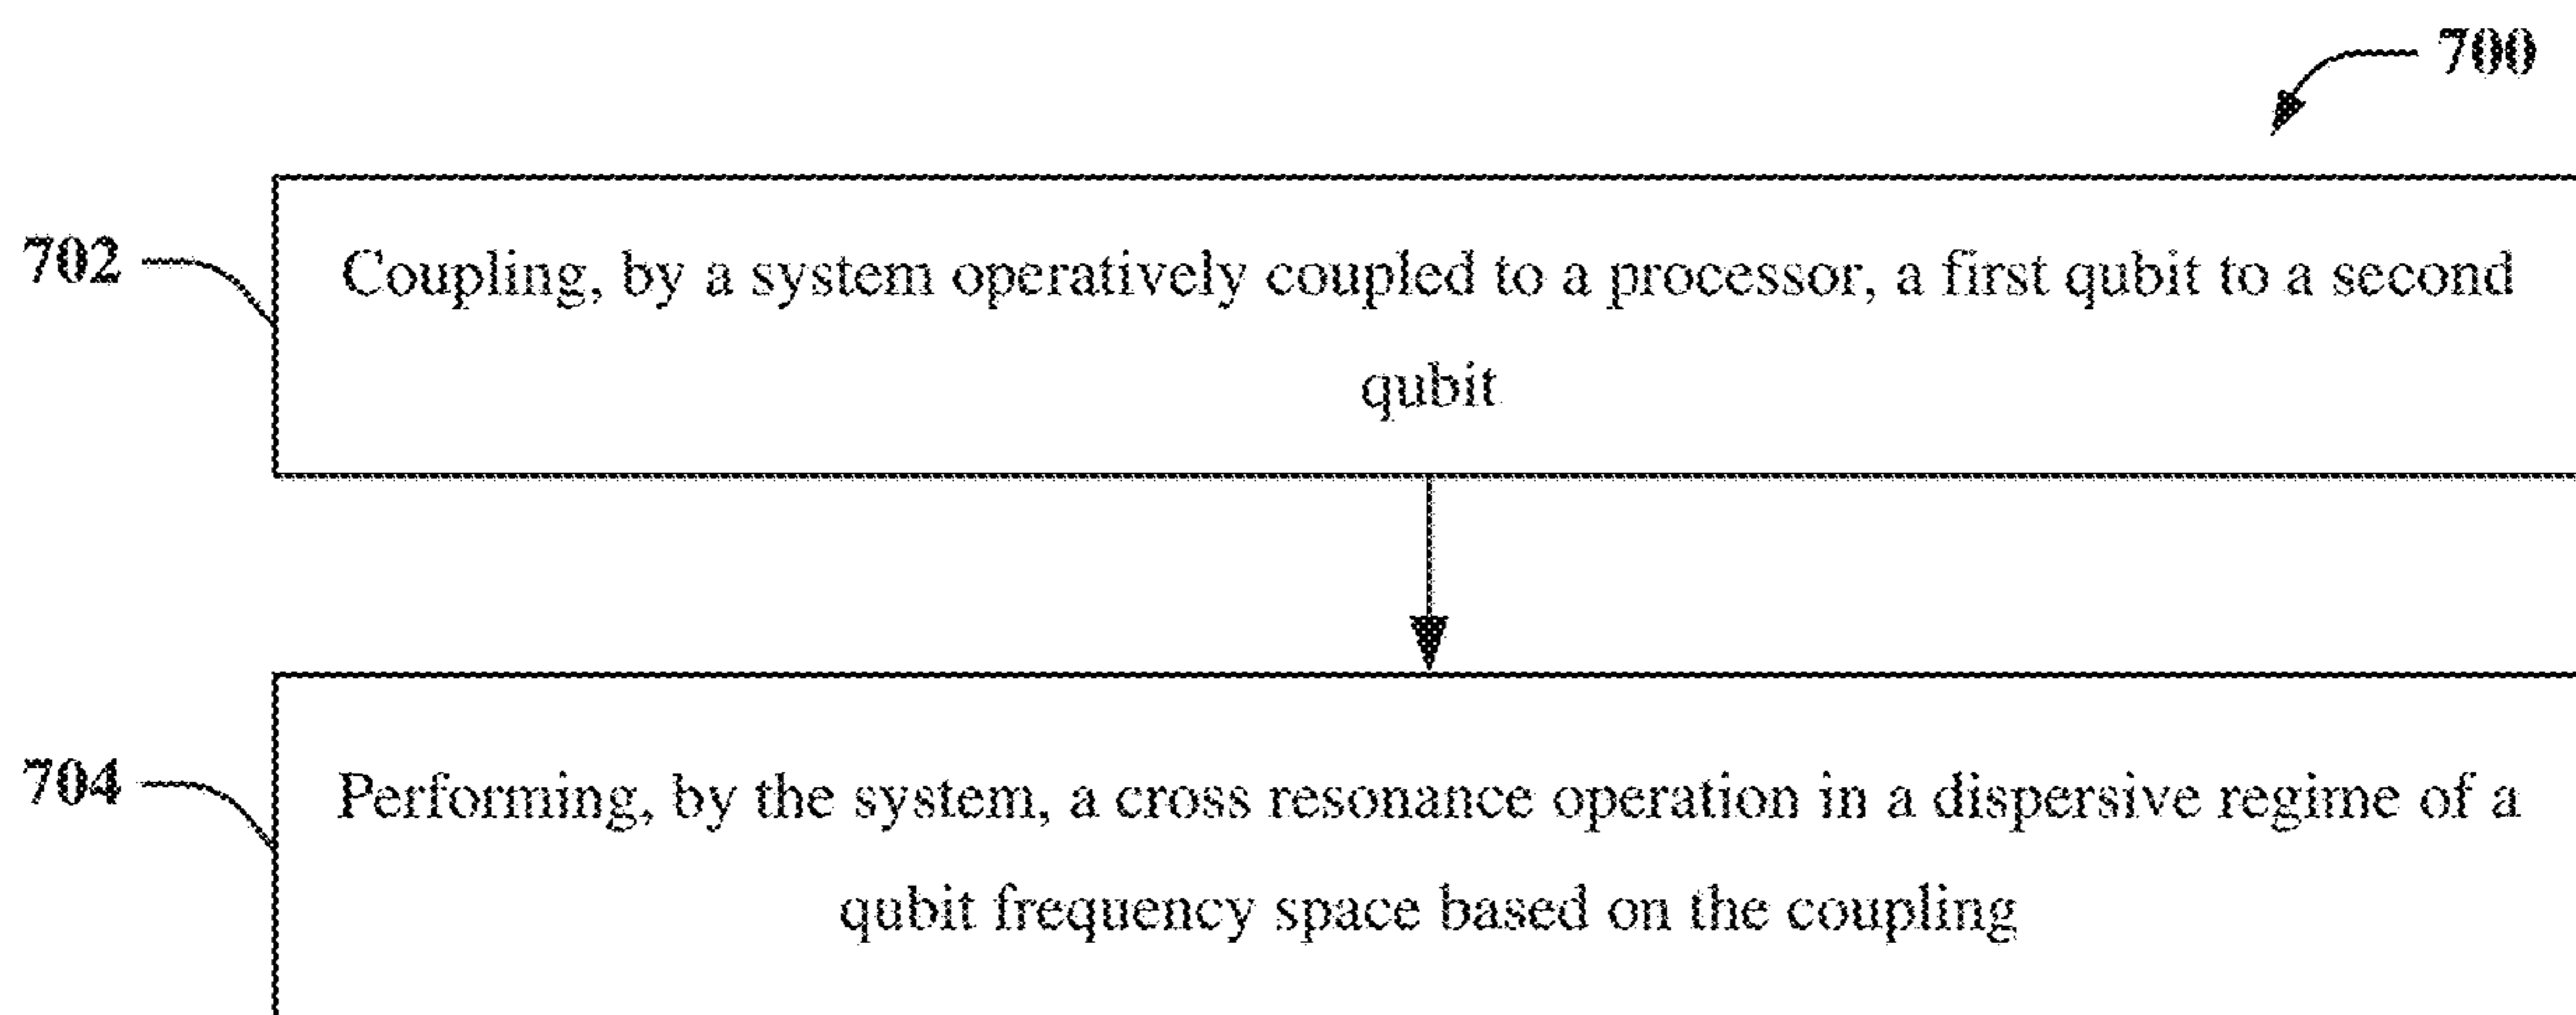 700
702
Coupling, by a system operatively coupled to a processor, a first qubit to a second
qubit
704
Performing, by the system, a cross resonance operation in a dispersive regime of a
qubit frequency space based on the coupling